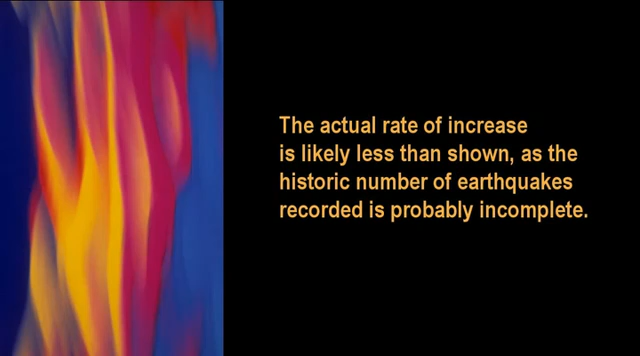 The actual rate of increase
is likely less than shown, as the
historic number of earthquakes
recorded is probably incomplete.